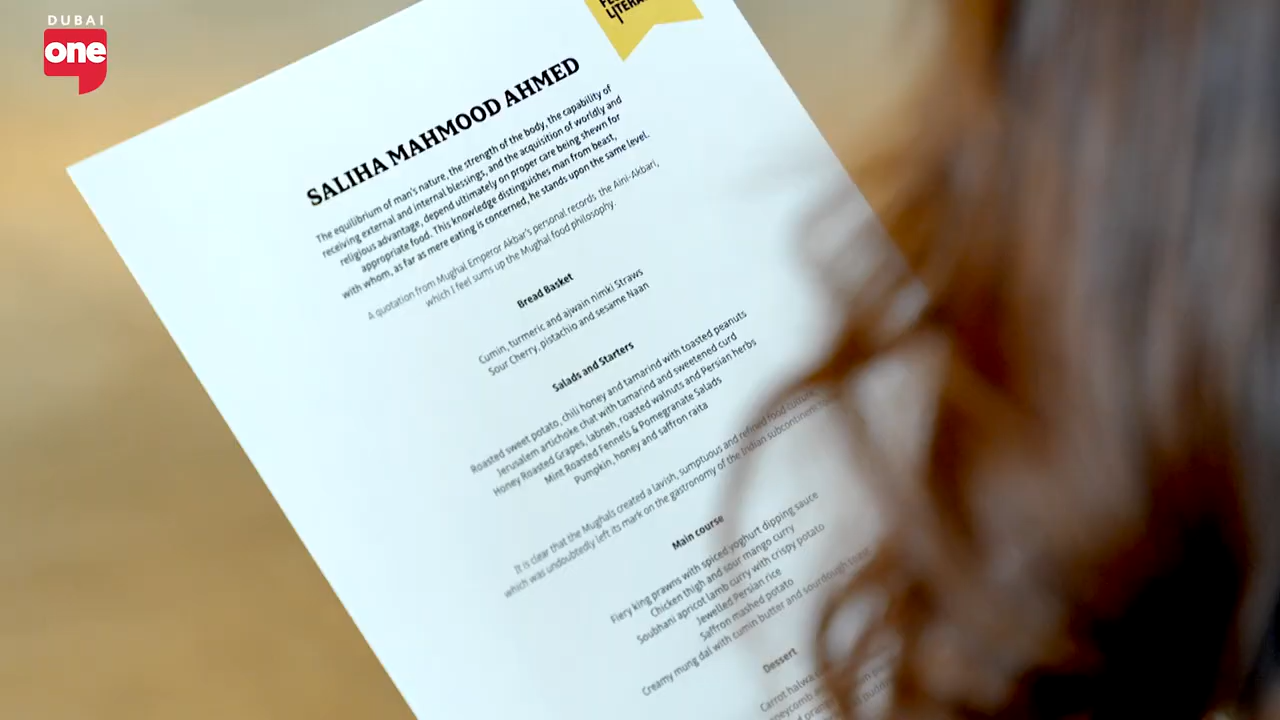 DUBAI
one
LITERA
SALIHA MAHMOOD AHMED
The equilibrium of man's nature, the strength of the body, the capability of
receiving external and internal blessings, and the acquisition of worldly and
religious advantage, depend ultimately on proper care being shewn for
appropriate food. This knowledge distinguishes man from beast,
with whom, as far as mere eating is concerned, he stands upon the same level.
A quotation from Mughal Emperor Akbar's personal records the Aini-Akbari,
which I feel sums up the Mughal food philosophy.
Bread Basket
Cumin, turmeric and ajwain nimki Straws
Sour Cherry, pistachio and sesame Naan
Salads and Starters
Roasted sweet potato, chili honey and tamarind with toasted peanuts
Jerusalem artichoke chat with tamarind and sweetened curd
Honey Roasted Grapes, labneh, roasted walnuts and Persian herbs
Mint Roasted Fennels & Pomegranate Salads
Pumpkin, honey and saffron raita
It is clear that the Mughals created a lavish, sumptuous and refined food culture
which was undoubtedly left its mark on the gastronomy of the Indian subcontinent
Main course
Fiery king prawns with spiced yoghurt dipping sauce
Chicken thigh and sour mango curry
Soubhani apricot lamb curry with crispy potato
Jewelled Persian rice
Saffron mashed potato
Creamy mung dal with cumin butter and sourdough toast
Dessert
Carrot halwa